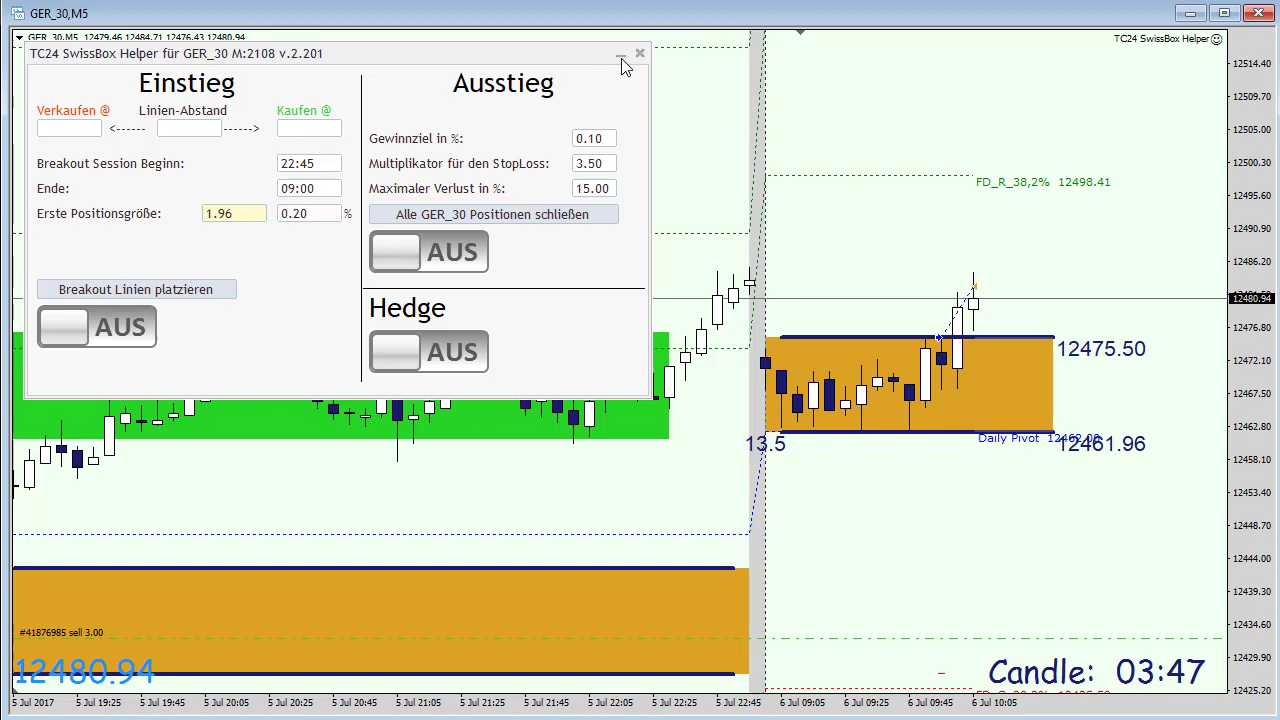 GER_30,M5
GER_30,M5 12479.46 12484.71 12476.43 12480.94
TC24 SwissBox Helper für GER_30 M:2108 v.2.201
TC24 SwissBox Helper
Einstieg
Verkaufen @ Linien-Abstand Kaufen @
<----- ----->
Breakout Session Beginn: 22:45
Ende: 09:00
Erste Positionsgröße: 1.96 0.20 %
Breakout Linien platzieren
AUS
Ausstieg
Gewinnziel in %: 0.10
Multiplikator für den StopLoss: 3.50
Maximaler Verlust in %: 15.00
Alle GER_30 Positionen schließen
AUS
Hedge
AUS
FD_R_38,2% 12498.41
12475.50
13.5
Daily Pivot
12461.96
#41876985 sell 3.00
12480.94
Candle: 03:47
12514.40
12509.70
12505.00
12500.30
12495.60
12490.90
12486.20
12480.94
12476.80
12472.10
12467.50
12462.80
12458.10
12453.40
12448.70
12444.00
12439.30
12434.60
12429.90
12425.20
5 Jul 2017 5 Jul 19:25 5 Jul 19:45 5 Jul 20:05 5 Jul 20:25 5 Jul 20:45 5 Jul 21:05 5 Jul 21:25 5 Jul 21:45 5 Jul 22:05 5 Jul 22:25 5 Jul 22:45 6 Jul 09:05 6 Jul 09:25 6 Jul 09:45 6 Jul 10:05